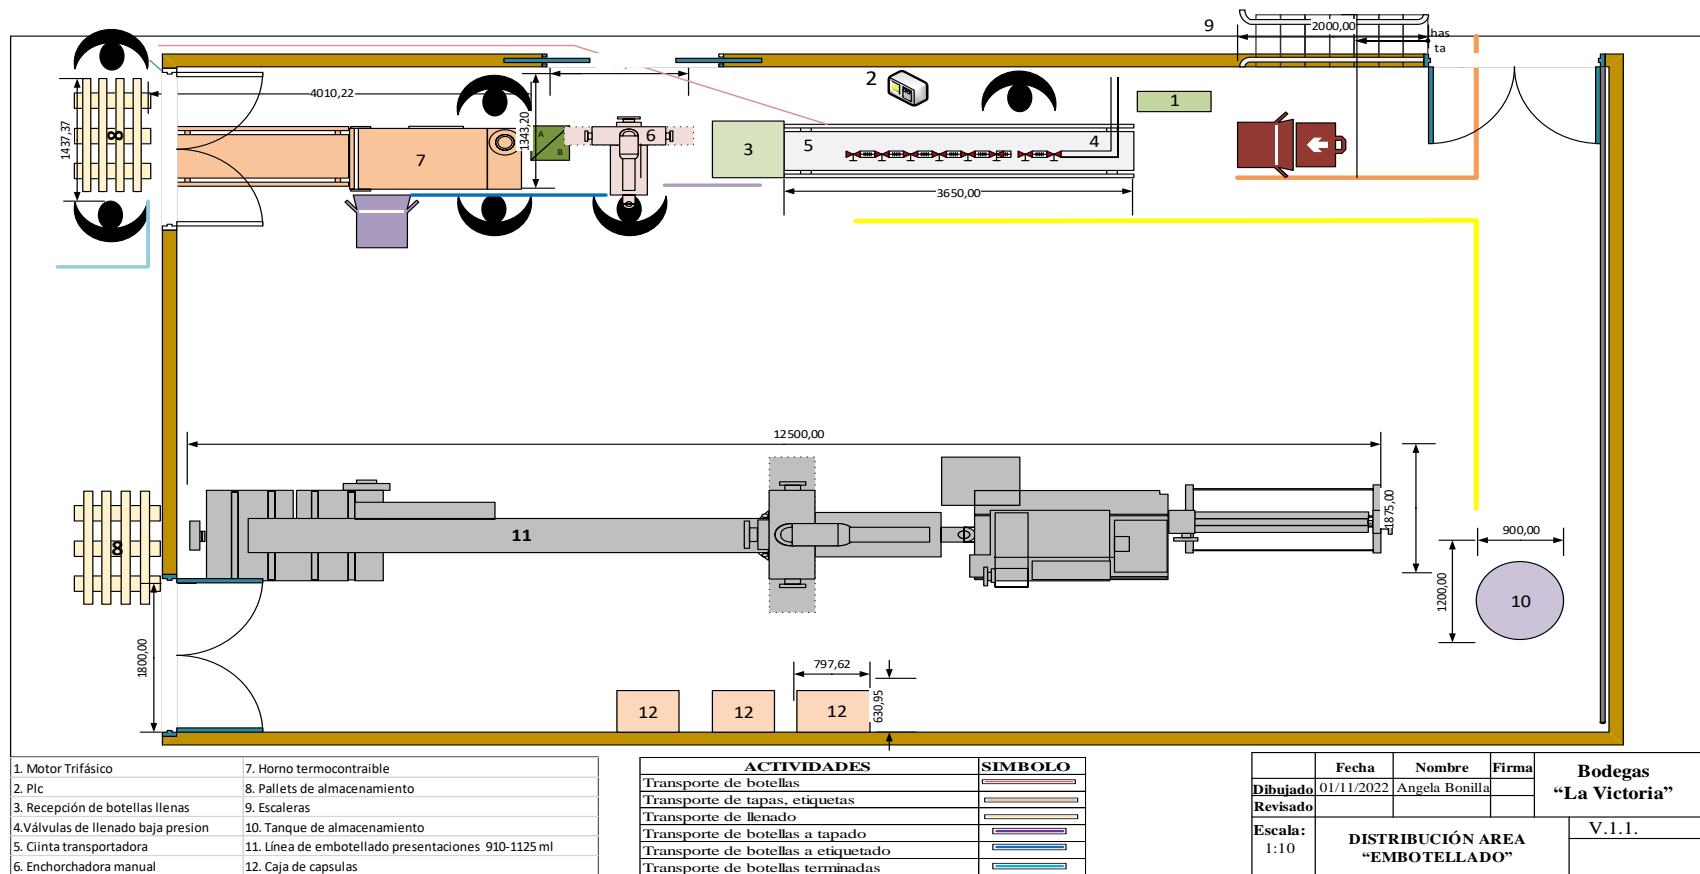 9
2000,00
has
ta
2
1
4010,22
8
1437,37
7
1343,20
A
B
6
3
5
4
3650,00
12500,00
11
1875,00
8
900,00
1200,00
10
1800,00
797,62
630,95
12
12
12
1. Motor Trifásico
7. Horno termocontraible
2. Plc
8. Pallets de almacenamiento
3. Recepción de botellas llenas
9. Escaleras
4.Válvulas de llenado baja presion
10. Tanque de almacenamiento
5. Ciinta transportadora
11. Línea de embotellado presentaciones 910-1125 ml
6. Enchorchadora manual
12. Caja de capsulas
ACTIVIDADES SIMBOLO
Transporte de botellas
Transporte de tapas, etiquetas
Transporte de llenado
Transporte de botellas a tapado
Transporte de botellas a etiquetado
Transporte de botellas terminadas
Fecha Nombre Firma
Dibujado 01/11/2022 Angela Bonilla
Revisado
Bodegas
“La Victoria”
Escala:
1:10
DISTRIBUCIÓN AREA
“EMBOTELLADO”
V.1.1.